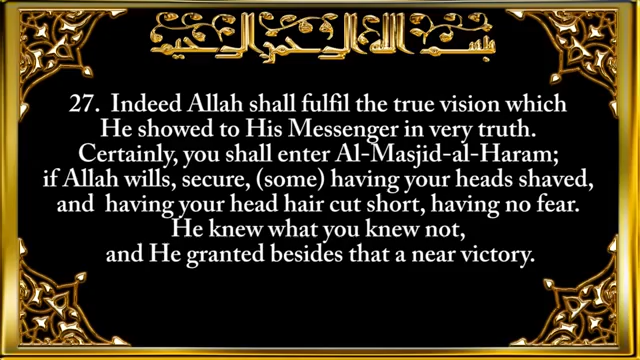 بسم الله الرحمن الرحيم
27. Indeed Allah shall fulfil the true vision which
He showed to His Messenger in very truth.
Certainly, you shall enter Al-Masjid-al-Haram;
if Allah wills, secure, (some) having your heads shaved,
and having your head hair cut short, having no fear.
He knew what you knew not,
and He granted besides that a near victory.